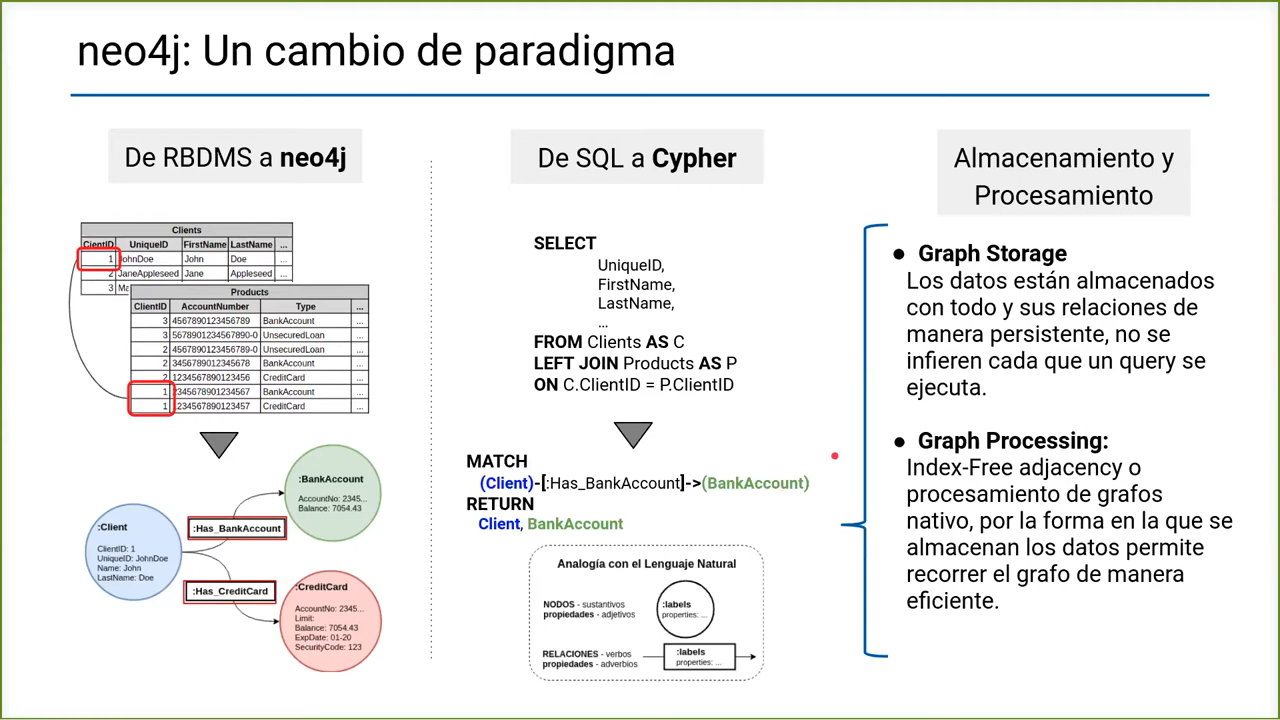 neo4j: Un cambio de paradigma
De RBDMS a neo4j
Clients
CientID UniqueID FirstName LastName ...
1 JohnDoe John Doe ...
2 JaneAppleseed Jane Appleseed ...
3 Ma
Products
ClientID AccountNumber Type ...
3 4567890123456789 BankAccount ...
3 5678901234567890-0 UnsecuredLoan ...
2 4567890123456789-0 UnsecuredLoan ...
2 3456789012345678 BankAccount ...
2 1234567890123456 CreditCard ...
1 2345678901234567 BankAccount ...
1 1234567890123457 CreditCard ...
:Client
ClientID: 1
UniqueID: JohnDoe
Name: John
LastName: Doe
:Has_BankAccount
:BankAccount
AccountNo: 2345...
Balance: 7054.43
:Has_CreditCard
:CreditCard
AccountNo: 2345...
Limit:
Balance: 7054.43
ExpDate: 01-20
SecurityCode: 123
De SQL a Cypher
SELECT
UniqueID,
FirstName,
LastName,
...
FROM Clients AS C
LEFT JOIN Products AS P
ON C.ClientID = P.ClientID
MATCH
(Client)-[:Has_BankAccount]->(BankAccount)
RETURN
Client, BankAccount
Analogía con el Lenguaje Natural
NODOS - sustantivos
propiedades - adjetivos
:labels
properties: ...
RELACIONES - verbos
propiedades - adverbios
:labels
properties: ...
Almacenamiento y
Procesamiento
● Graph Storage
Los datos están almacenados
con todo y sus relaciones de
manera persistente, no se
infieren cada que un query se
ejecuta.
● Graph Processing:
Index-Free adjacency o
procesamiento de grafos
nativo, por la forma en la que se
almacenan los datos permite
recorrer el grafo de manera
eficiente.